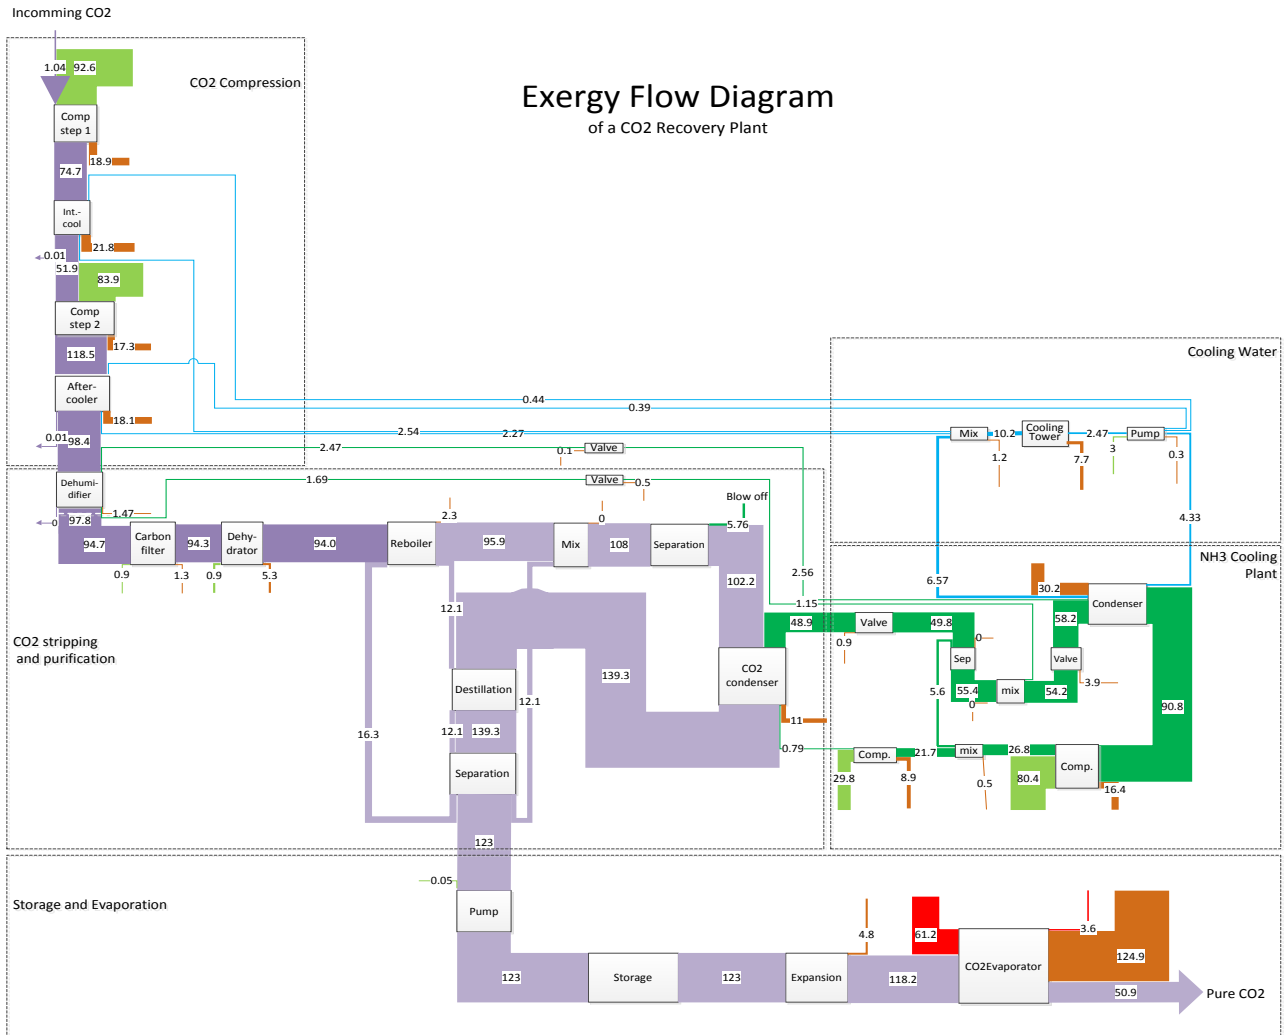 Incomming CO2
1.04
92.6
CO2 Compression
Exergy Flow Diagram
of a CO2 Recovery Plant
Comp
step 1
18.9
74.7
Int.-
cool
21.8
0.01
51.9
83.9
Comp
step 2
17.3
118.5
After-
cooler
18.1
0.01
98.4
0.44
0.39
2.54
2.27
2.47
0.1
Valve
Cooling Water
Mix
10.2
Cooling
Tower
2.47
Pump
1.2
7.7
3
0.3
4.33
6.57
Dehumi-
difier
1.47
0
97.8
1.69
Valve
0.5
94.7
Carbon
filter
94.3
Dehy-
drator
94.0
Reboiler
2.3
95.9
Mix
0
108
Separation
Blow off
5.76
0.9
1.3
0.9
5.3
102.2
2.56
1.15
12.1
CO2 stripping
and purification
NH3 Cooling
Plant
30.2
Condenser
48.9
Valve
49.8
58.2
0.9
0
Sep
Valve
55.4
mix
54.2
3.9
0
5.6
90.8
CO2
condenser
139.3
Destillation
12.1
11
16.3
12.1
139.3
0.79
Comp.
21.7
mix
26.8
Comp.
29.8
8.9
0.5
80.4
16.4
Separation
123
Storage and Evaporation
0.05
Pump
123
Storage
123
Expansion
4.8
118.2
61.2
CO2Evaporator
3.6
124.9
50.9
Pure CO2